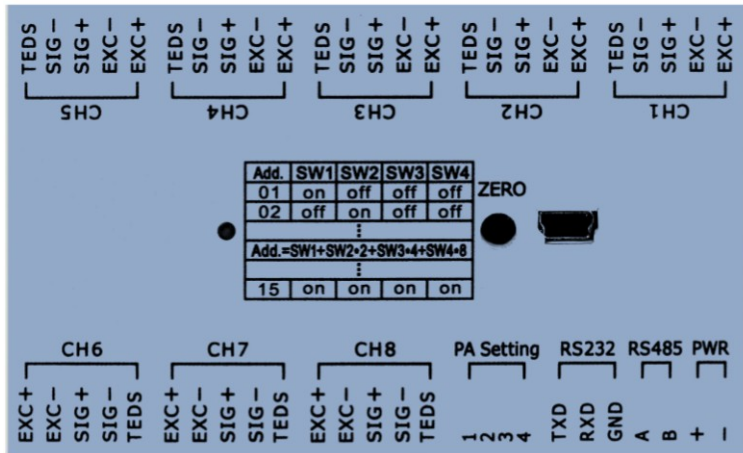 TEDS SIG− SIG+ EXC− EXC+ TEDS SIG− SIG+ EXC− EXC+ TEDS SIG− SIG+ EXC− EXC+ TEDS SIG− SIG+ EXC− EXC+ TEDS SIG− SIG+ EXC− EXC+
CH5 CH4 CH3 CH2 CH1
Add. SW1 SW2 SW3 SW4
01 on off off off
02 off on off off
Add.=SW1+SW2•2+SW3•4+SW4•8
15 on on on on
ZERO
CH6 CH7 CH8 PA Setting RS232 RS485 PWR
EXC+ EXC− SIG+ SIG− TEDS EXC+ EXC− SIG+ SIG− TEDS EXC+ EXC− SIG+ SIG− TEDS 1 2 3 4 TXD RXD GND A B + −